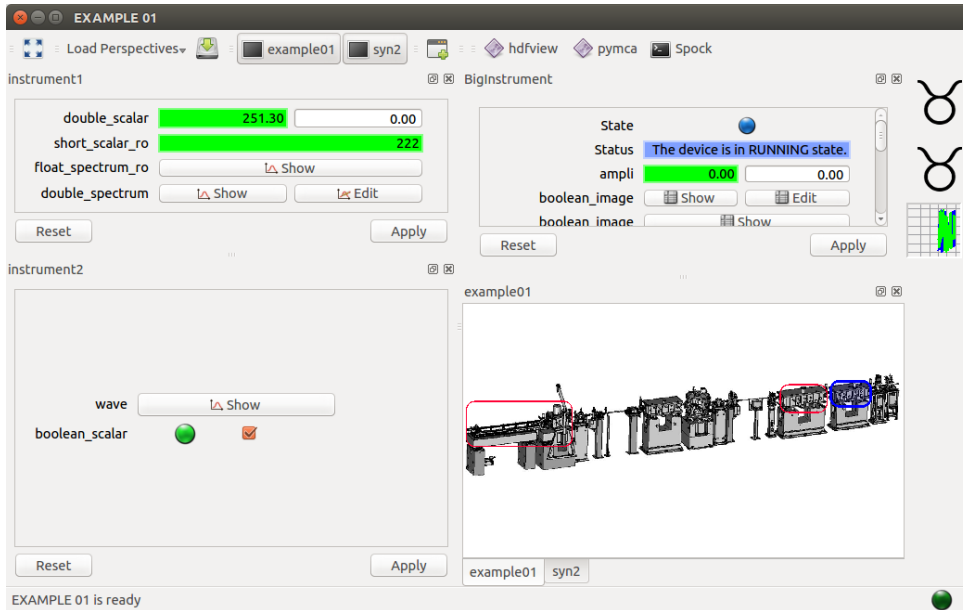 EXAMPLE 01
Load Perspectives example01 syn2 hdfview pymca Spock
instrument1
double_scalar 251.30 0.00
short_scalar_ro 222
float_spectrum_ro Show
double_spectrum Show Edit
Reset Apply
BigInstrument
State
Status The device is in RUNNING state.
ampli 0.00 0.00
boolean_image Show Edit
boolean_image Show
Reset Apply
instrument2
wave Show
boolean_scalar
Reset Apply
example01
example01 syn2
EXAMPLE 01 is ready